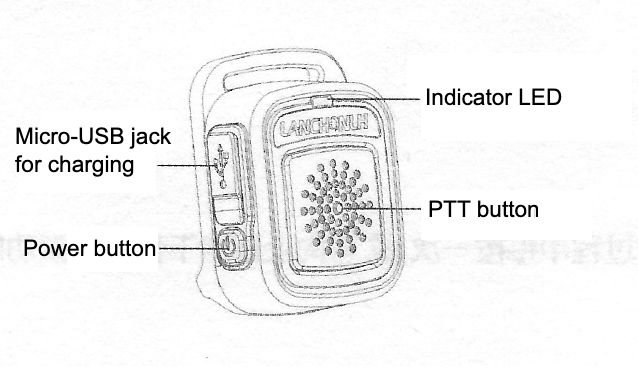 Indicator LED
LANCHONLH
Micro-USB jack
for charging
PTT button
Power button